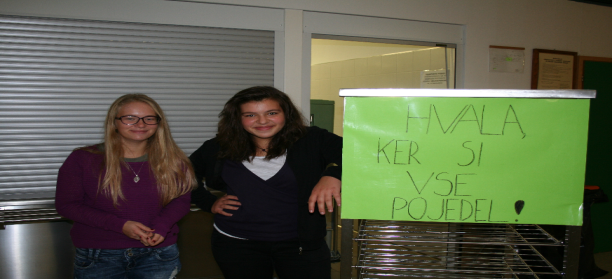 HVALA,
KER SI
VSE
POJEDEL!